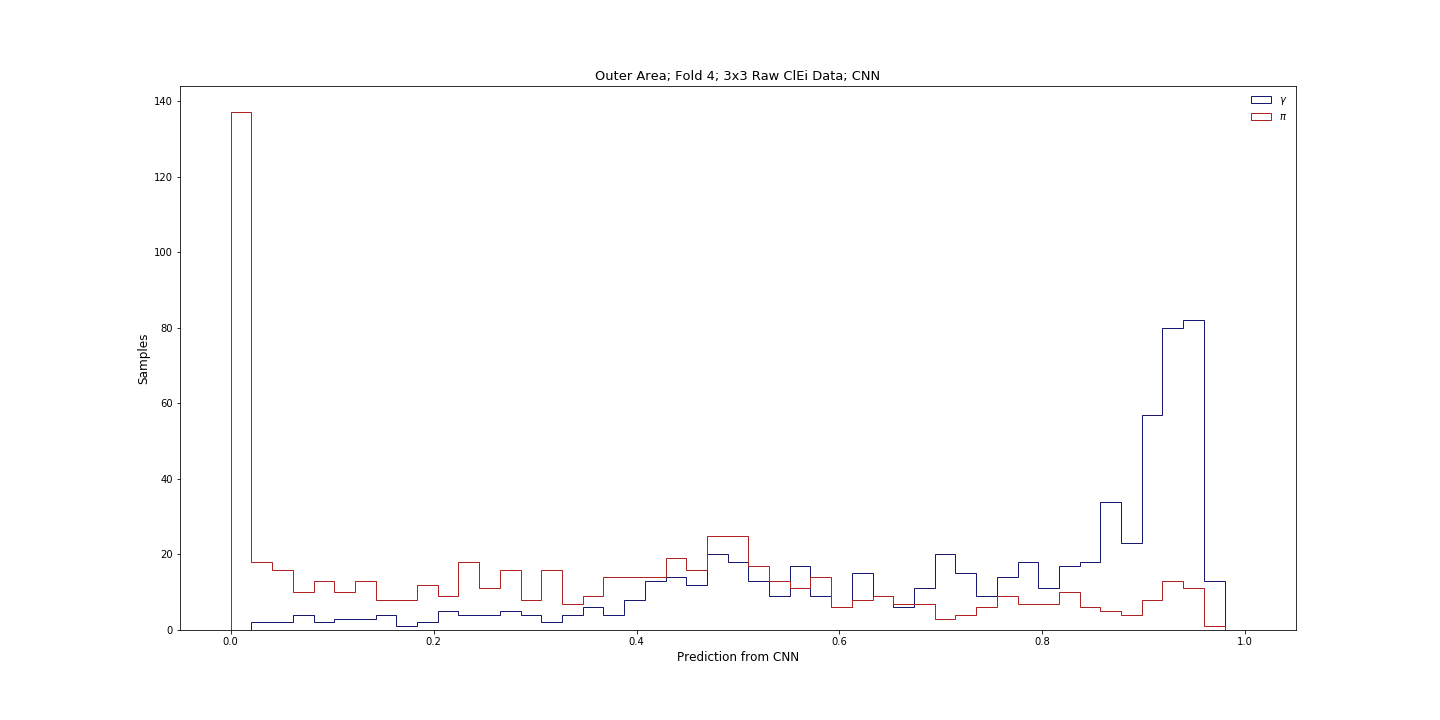 Outer Area; Fold 4; 3x3 Raw ClEi Data; CNN
γ
π
140
120
100
80
60
40
20
0
Samples
0.0 0.2 0.4 0.6 0.8 1.0
Prediction from CNN